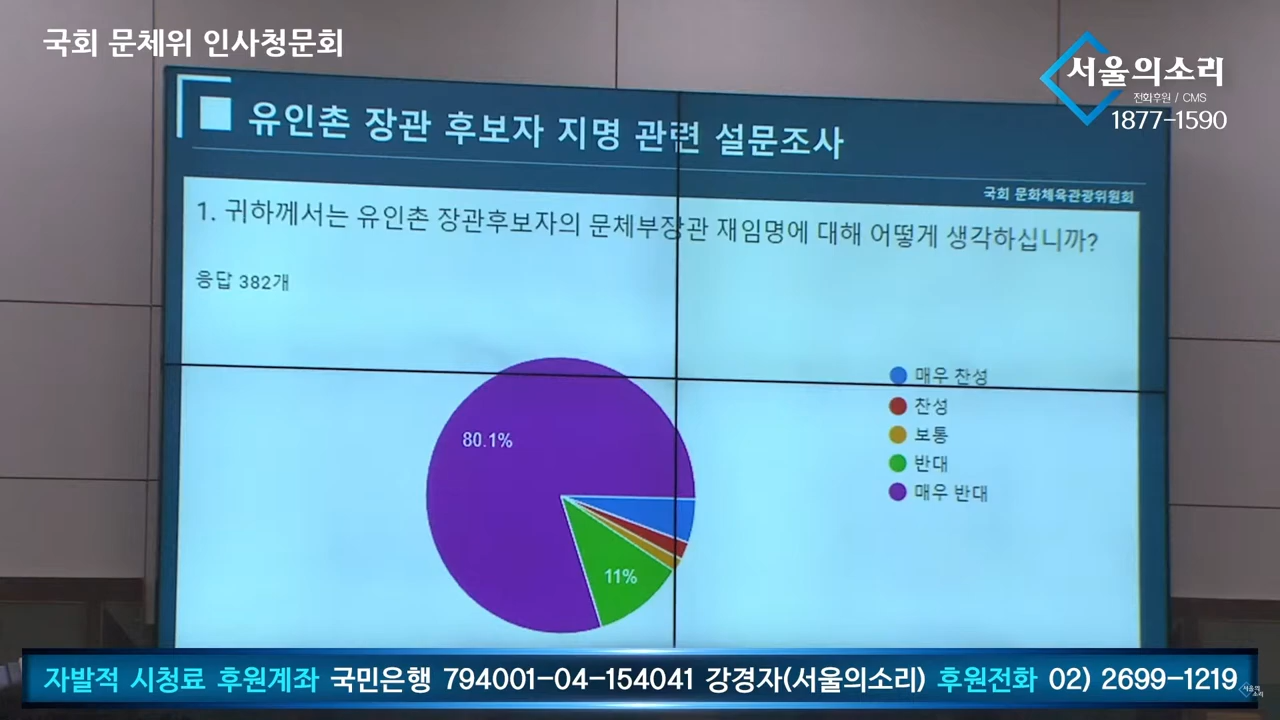 국회 문체위 인사청문회
서울의소리
전화후원 / CMS
1877-1590
유인촌 장관 후보자 지명 관련 설문조사
국회 문화체육관광위원회
1. 귀하께서는 유인촌 장관후보자의 문체부장관 재임명에 대해 어떻게 생각하십니까?
응답 382개
80.1%
11%
매우 찬성
찬성
보통
반대
매우 반대
자발적 시청료 후원계좌 국민은행 794001-04-154041 강경자(서울의소리) 후원전화 02) 2699-1219
서울의
소리